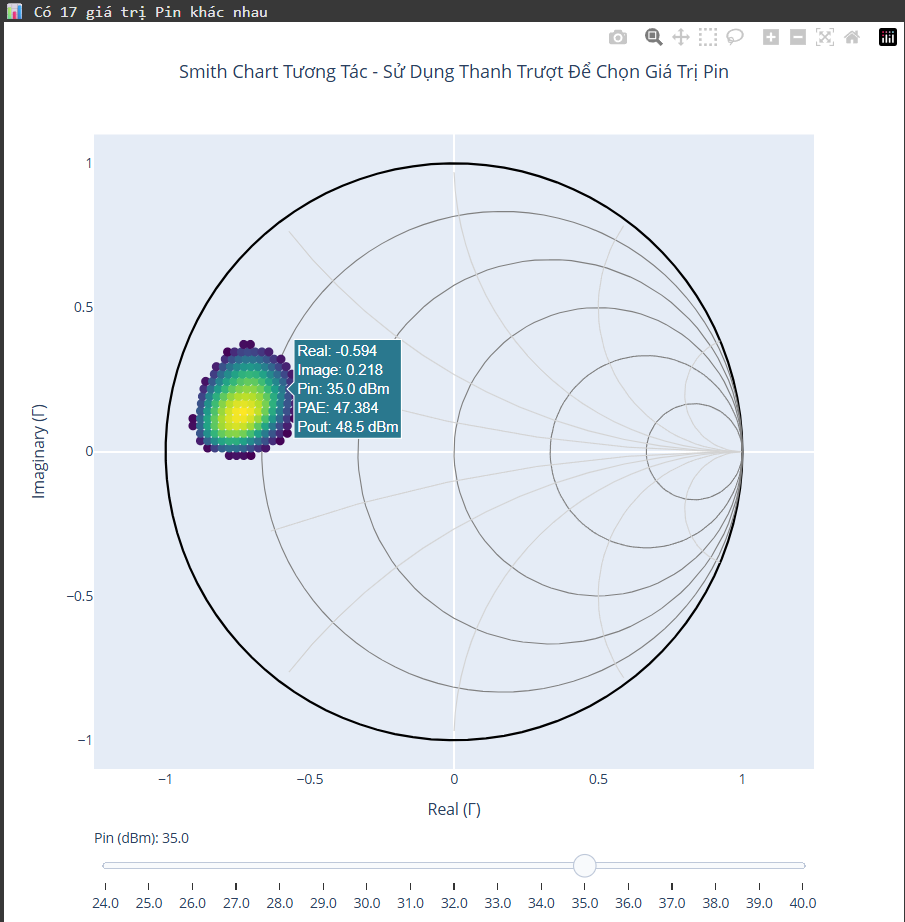 Có 17 giá trị Pin khác nhau
Smith Chart Tương Tác - Sử Dụng Thanh Trượt Để Chọn Giá Trị Pin
1
0.5
0
−0.5
−1
Imaginary (Γ)
Real: -0.594
Image: 0.218
Pin: 35.0 dBm
PAE: 47.384
Pout: 48.5 dBm
−1 −0.5 0 0.5 1
Real (Γ)
Pin (dBm): 35.0
24.0 25.0 26.0 27.0 28.0 29.0 30.0 31.0 32.0 33.0 34.0 35.0 36.0 37.0 38.0 39.0 40.0